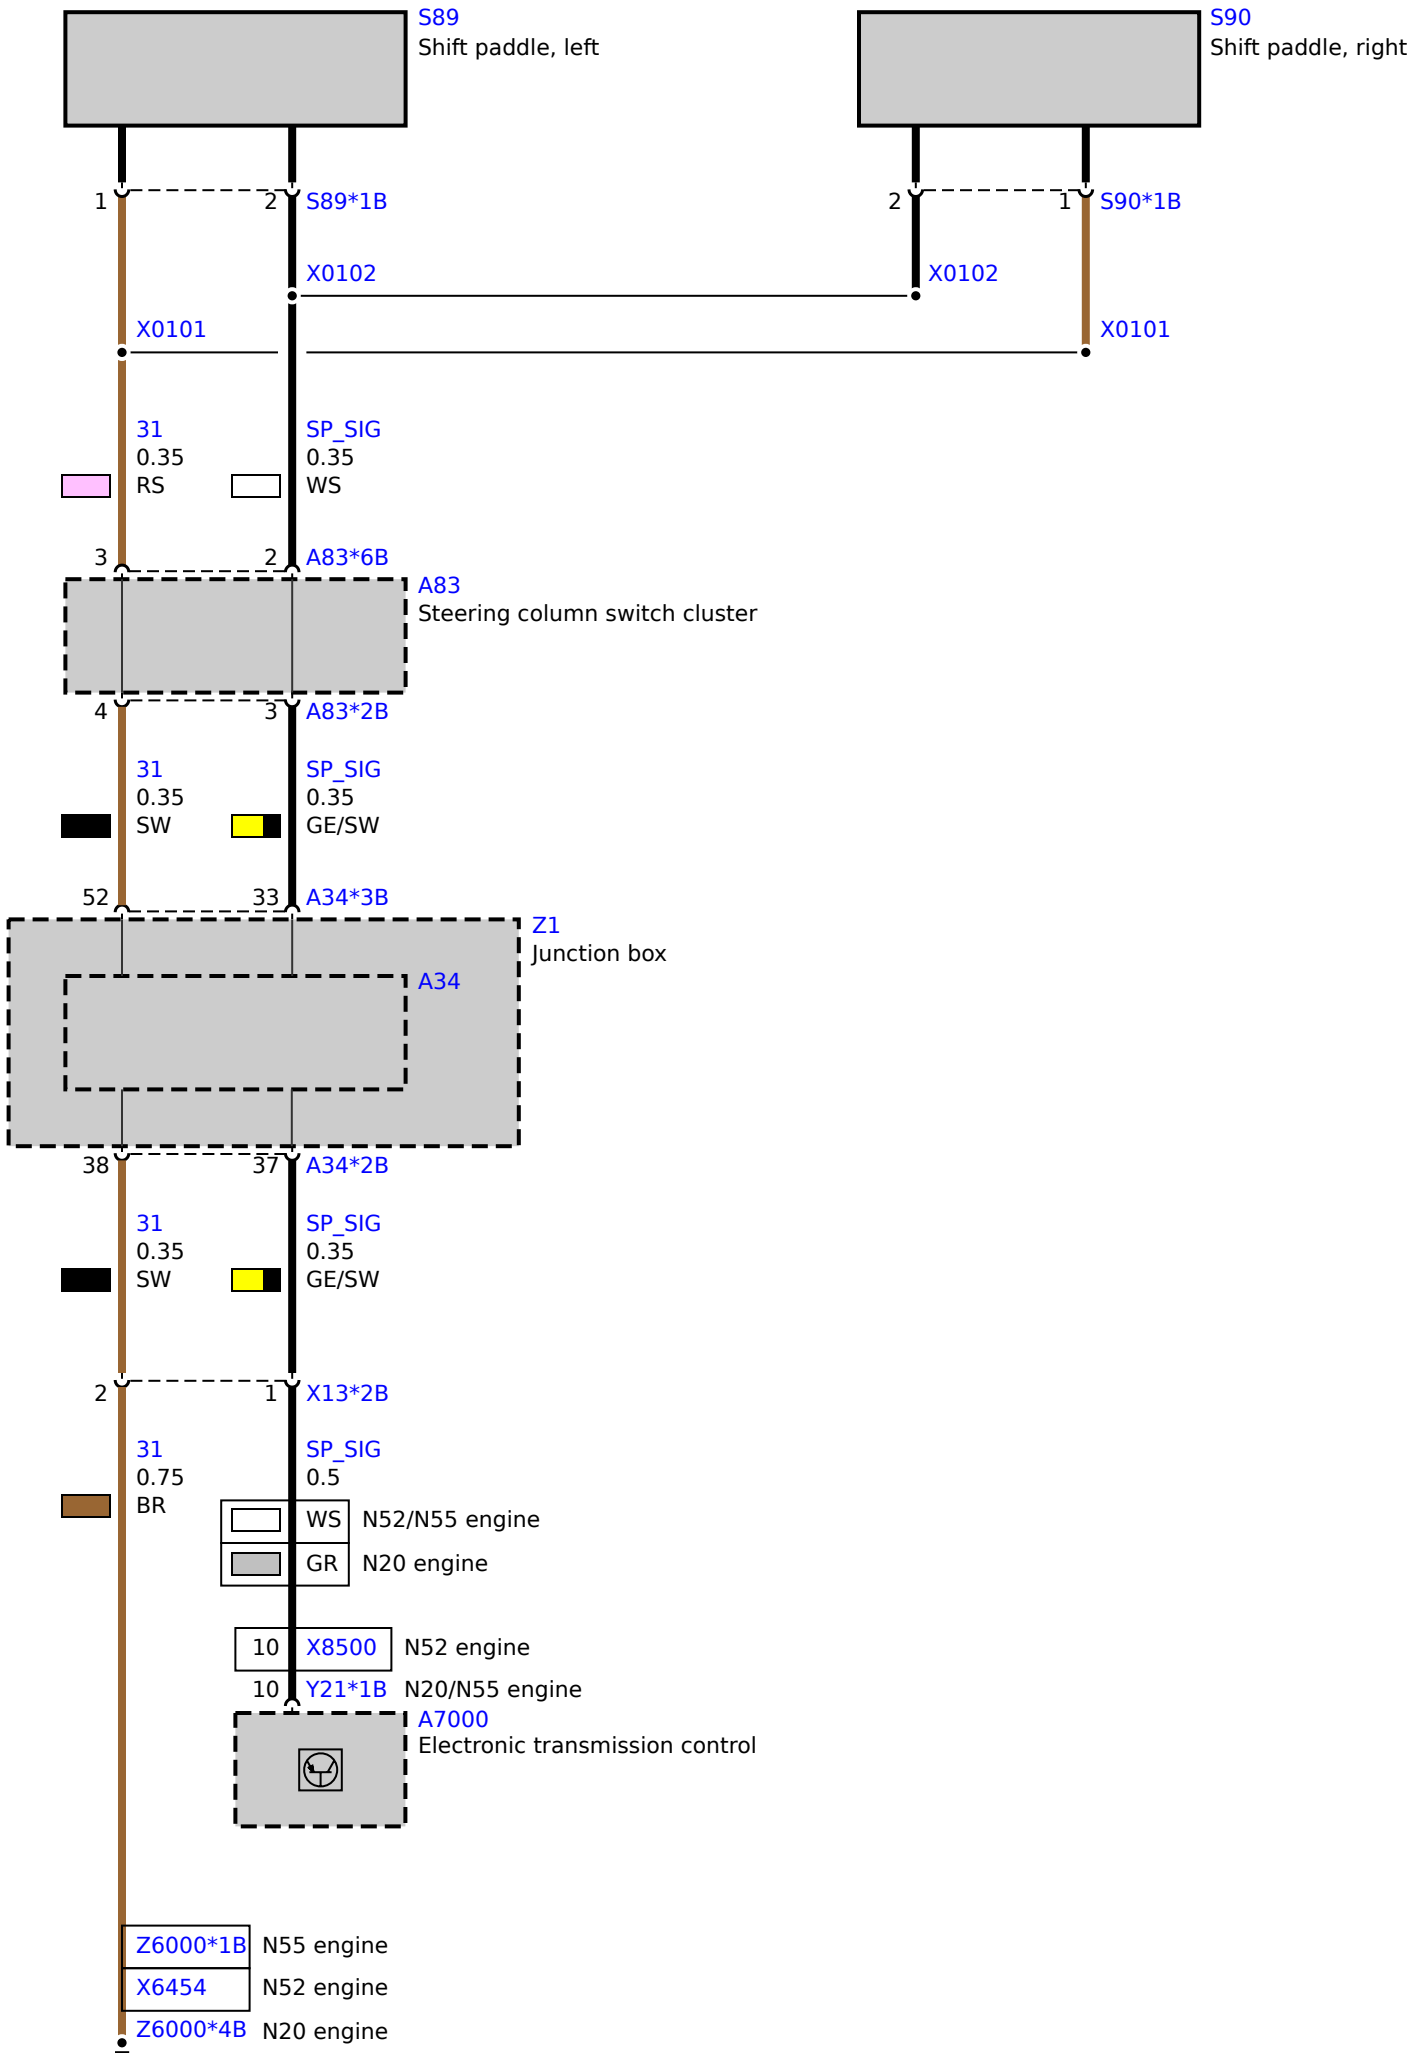 S89
Shift paddle, left
S90
Shift paddle, right
1
2
S89*1B
2
1
S90*1B
X0102
X0102
X0101
X0101
31
0.35
RS
SP_SIG
0.35
WS
3
2
A83*6B
A83
Steering column switch cluster
4
3
A83*2B
31
0.35
SW
SP_SIG
0.35
GE/SW
52
33
A34*3B
Z1
Junction box
A34
38
37
A34*2B
31
0.35
SW
SP_SIG
0.35
GE/SW
2
1
X13*2B
31
0.75
BR
SP_SIG
0.5
WS
N52/N55 engine
GR
N20 engine
10
X8500
N52 engine
10
Y21*1B
N20/N55 engine
A7000
Electronic transmission control
Z6000*1B
N55 engine
X6454
N52 engine
Z6000*4B
N20 engine